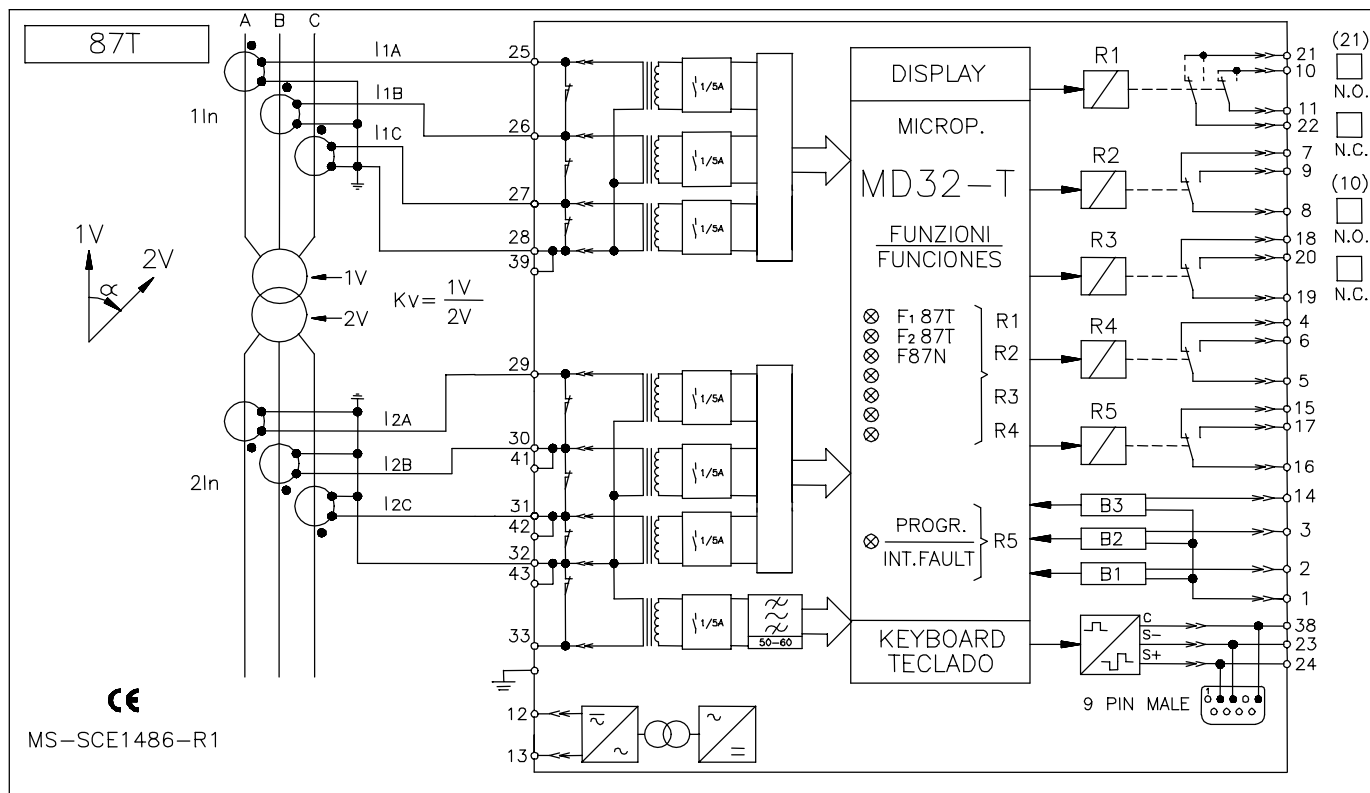 87T
A B C
I1A
I1B
I1C
1In
1V
2V
α
1V
2V
Kv= 1V
2V
I2A
I2B
I2C
2In
CE
MS-SCE1486-R1
25
26
27
28
39
29
30
41
31
42
32
43
33
12
13
1/5A
1/5A
1/5A
1/5A
1/5A
1/5A
1/5A
50-60
DISPLAY
MICROP.
MD32-T
FUNZIONI
FUNCIONES
F1 87T
F2 87T
F87N
R1
R2
R3
R4
PROGR.
INT.FAULT
R5
KEYBOARD
TECLADO
R1
R2
R3
R4
R5
B3
B2
B1
C
S-
S+
9 PIN MALE
1
21
10
11
22
7
9
8
18
20
19
4
6
5
15
17
16
14
3
2
1
38
23
24
(21)
N.O.
N.C.
(10)
N.O.
N.C.